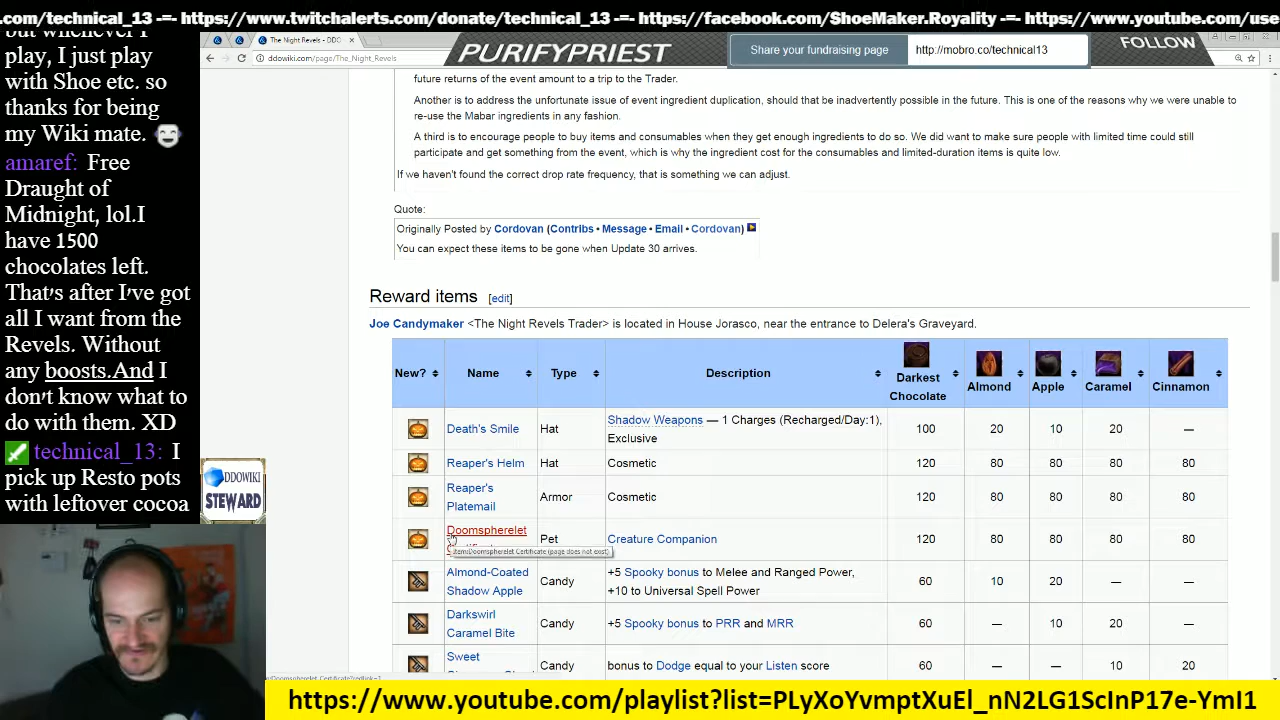 .com/technical_13 -=- https://www.twitchalerts.com/donate/technical_13 -=- https://facebook.com/ShoeMaker.Royality -=- https://www.youtube.com/use
but whenever I
play, I just play
with Shoe etc. so
thanks for being
my Wiki mate.
amaref: Free
Draught of
Midnight, lol.I
have 1500
chocolates left.
That's after I've got
all I want from the
Revels. Without
any boosts.And I
don't know what to
do with them. XD
technical_13: I
pick up Resto pots
with leftover cocoa
The Night Revels - DDO
ddowiki.com/page/The_Night_Revels
PURIFYPRIEST
Share your fundraising page
http://mobro.co/technical13
FOLLOW
future returns of the event amount to a trip to the Trader.
Another is to address the unfortunate issue of event ingredient duplication, should that be inadvertently possible in the future. This is one of the reasons why we were unable to
re-use the Mabar ingredients in any fashion.
A third is to encourage people to buy items and consumables when they get enough ingredients to do so. We did want to make sure people with limited time could still
participate and get something from the event, which is why the ingredient cost for the consumables and limited-duration items is quite low.
If we haven't found the correct drop rate frequency, that is something we can adjust.
Quote:
Originally Posted by Cordovan (Contribs • Message • Email • Cordovan)
You can expect these items to be gone when Update 30 arrives.
Reward items [edit]
Joe Candymaker <The Night Revels Trader> is located in House Jorasco, near the entrance to Delera's Graveyard.
New? Name Type Description Darkest Chocolate Almond Apple Caramel Cinnamon
Death's Smile Hat Shadow Weapons — 1 Charges (Recharged/Day:1), Exclusive 100 20 10 20 —
Reaper's Helm Hat Cosmetic 120 80 80 80 80
Reaper's Platemail Armor Cosmetic 120 80 80 80 80
Doomspherelet Pet Creature Companion 120 80 80 80 80
Item:Doomspherelet Certificate (page does not exist)
Almond-Coated Shadow Apple Candy +5 Spooky bonus to Melee and Ranged Power, +10 to Universal Spell Power 60 10 20 — —
Darkswirl Caramel Bite Candy +5 Spooky bonus to PRR and MRR 60 — 10 20 —
Sweet Candy bonus to Dodge equal to your Listen score 60 — — 10 20
DDOWIKI
STEWARD
https://www.youtube.com/playlist?list=PLyXoYvmptXuEl_nN2LG1ScInP17e-YmI1